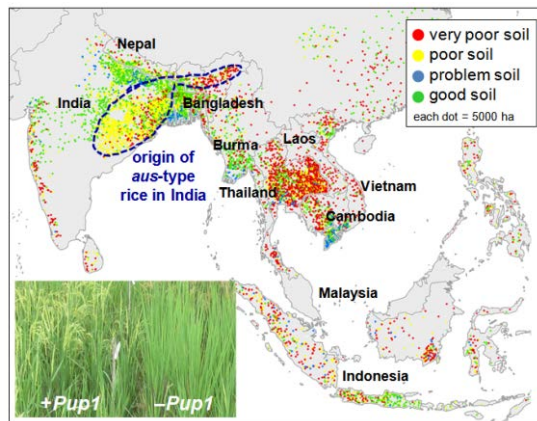 very poor soil
poor soil
problem soil
good soil
each dot = 5000 ha
Nepal
India
Bangladesh
origin of
aus-type
rice in India
Burma
Laos
Thailand
Vietnam
Cambodia
Malaysia
Indonesia
+Pup1
–Pup1